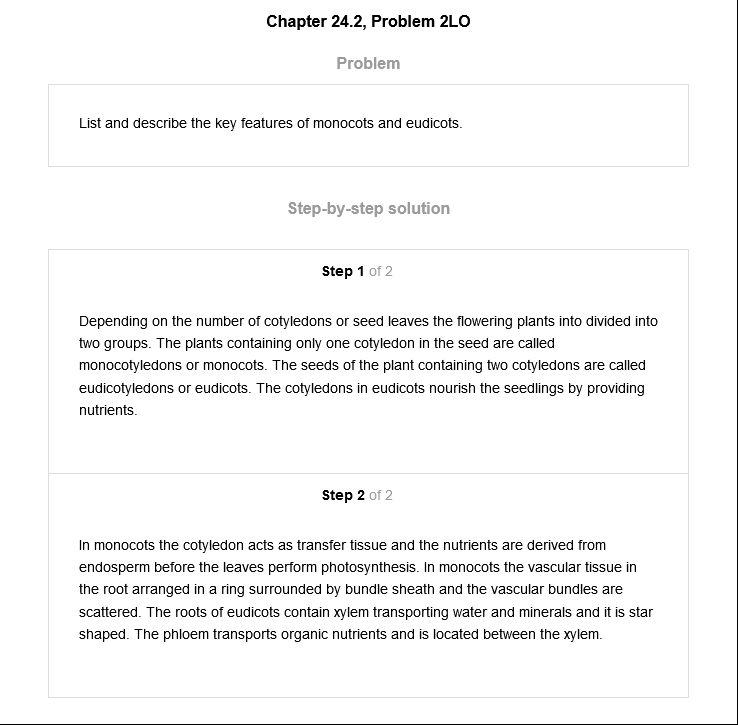 Chapter 24.2, Problem 2LO
Problem
List and describe the key features of monocots and eudicots.
Step-by-step solution
Step 1 of 2
Depending on the number of cotyledons or seed leaves the flowering plants into divided into
two groups. The plants containing only one cotyledon in the seed are called
monocotyledons or monocots. The seeds of the plant containing two cotyledons are called
eudicotyledons or eudicots. The cotyledons in eudicots nourish the seedlings by providing
nutrients.
Step 2 of 2
In monocots the cotyledon acts as transfer tissue and the nutrients are derived from
endosperm before the leaves perform photosynthesis. In monocots the vascular tissue in
the root arranged in a ring surrounded by bundle sheath and the vascular bundles are
scattered. The roots of eudicots contain xylem transporting water and minerals and it is star
shaped. The phloem transports organic nutrients and is located between the xylem.